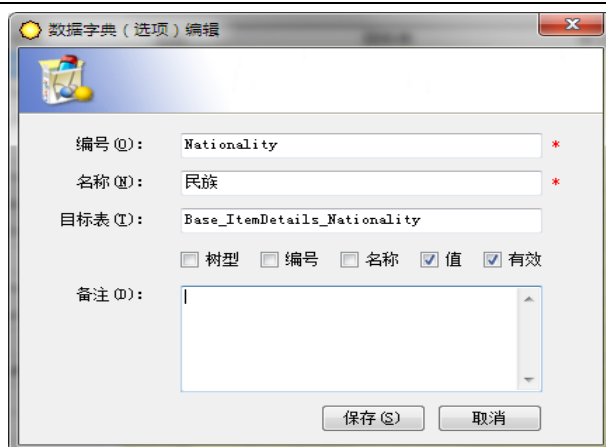 数据字典（选项）编辑
编号(O)： Nationality *
名称(N)： 民族 *
目标表(T)： Base_ItemDetails_Nationality
树型 编号 名称 值 有效
备注(D)：
保存(S) 取消